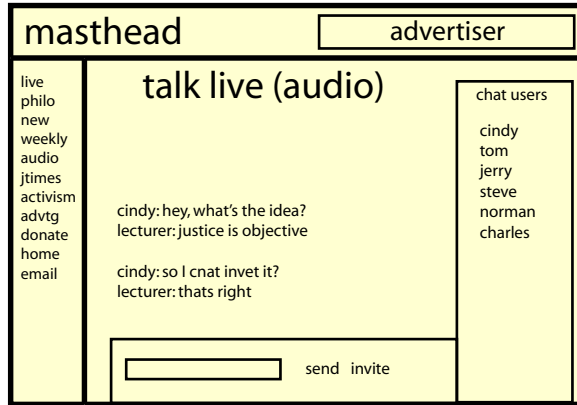 masthead
advertiser
live
philo
new
weekly
audio
jtimes
activism
advtg
donate
home
email
talk live (audio)
cindy: hey, what's the idea?
lecturer: justice is objective
cindy: so I cnat invet it?
lecturer: thats right
send invite
chat users
cindy
tom
jerry
steve
norman
charles